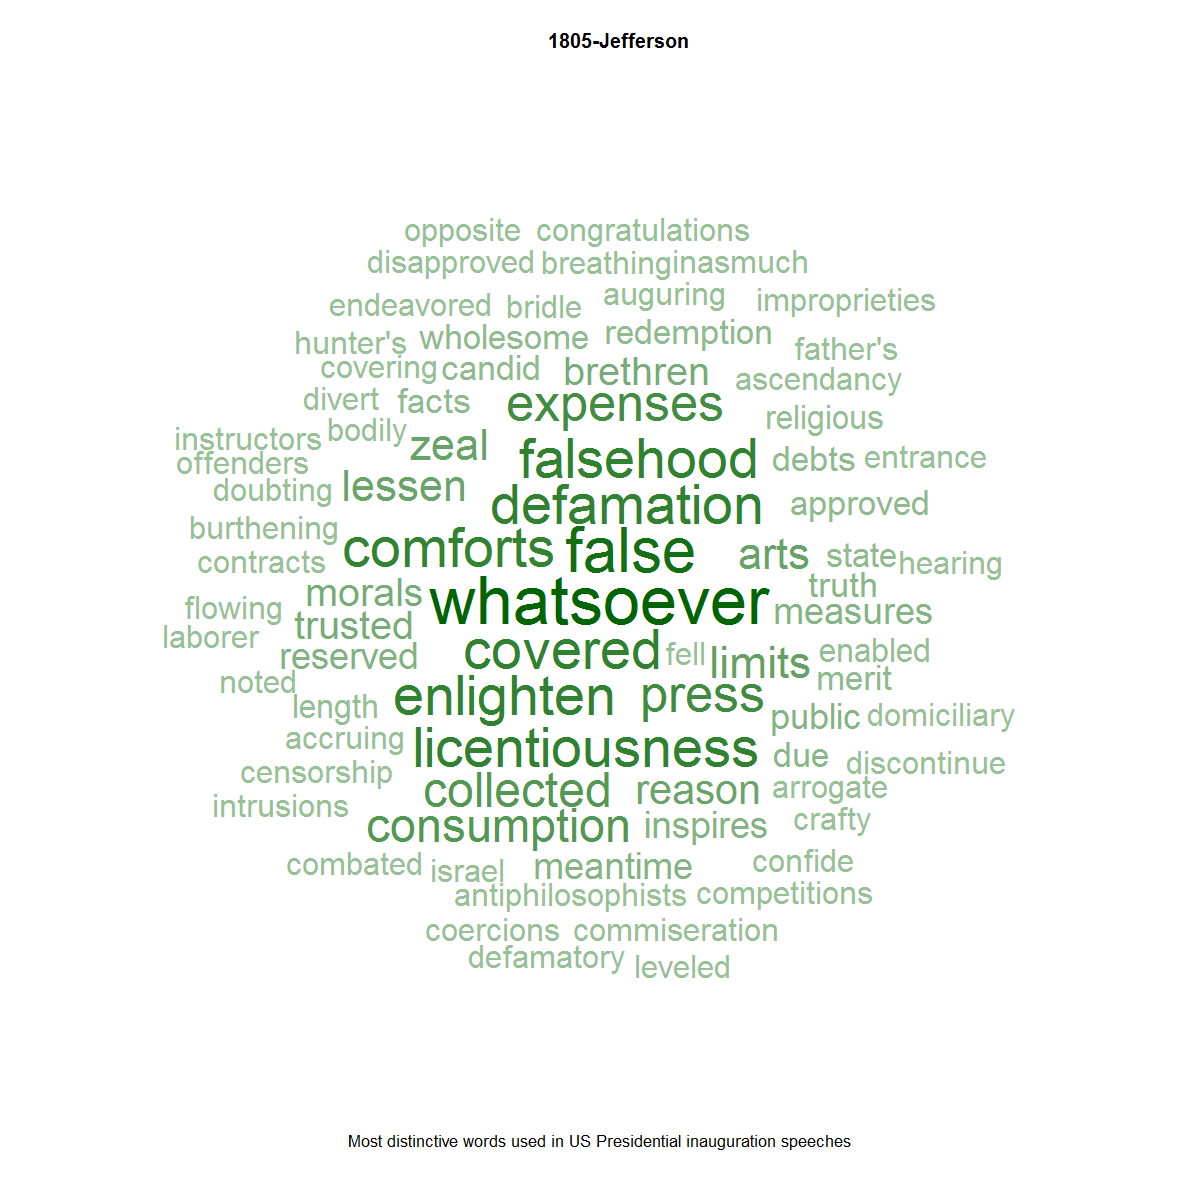 1805-Jefferson
opposite congratulations
disapproved breathing inasmuch
endeavored bridle auguring improprieties
hunter's wholesome redemption father's
covering candid brethren ascendancy
divert facts expenses religious
instructors bodily zeal falsehood debts entrance
offenders
doubting lessen defamation approved
burthening comforts false arts state hearing
contracts
morals whatsoever truth
flowing trusted measures
laborer reserved covered fell limits enabled
noted enlighten press merit
length public domiciliary
accruing licentiousness due discontinue
censorship collected reason arrogate
intrusions consumption inspires crafty
combated israel meantime confide
antiphilosophists competitions
coercions commiseration
defamatory leveled
Most distinctive words used in US Presidential inauguration speeches